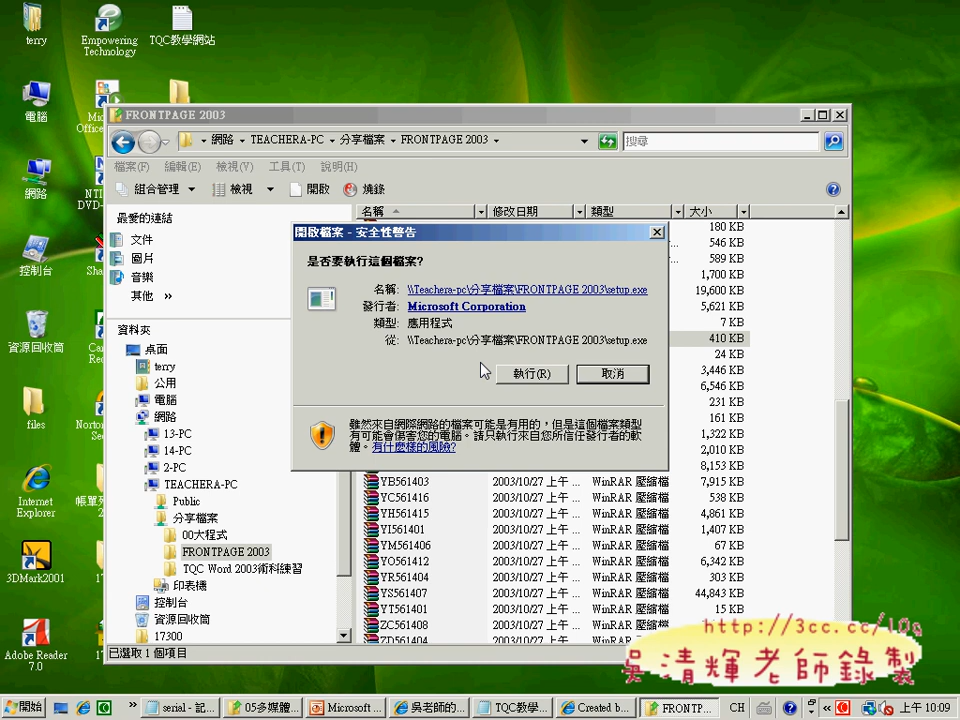 terry
Empowering Technology
TQC教學網站
電腦
網路
控制台
資源回收筒
files
Internet Explorer
3DMark2001
Adobe Reader 7.0
FRONTPAGE 2003
網路 TEACHERA-PC 分享檔案 FRONTPAGE 2003
搜尋
檔案(F) 編輯(E) 檢視(V) 工具(T) 說明(H)
組合管理 檢視 開啟 燒錄
最愛的連結
文件
圖片
音樂
其他 »
資料夾
桌面
terry
公用
電腦
網路
13-PC
14-PC
2-PC
TEACHERA-PC
Public
分享檔案
00大程式
FRONTPAGE 2003
TQC Word 2003術科練習
印表機
控制台
資源回收筒
17300
名稱 修改日期 類型 大小
180 KB
546 KB
589 KB
1,700 KB
19,600 KB
5,621 KB
7 KB
410 KB
24 KB
3,446 KB
6,546 KB
231 KB
161 KB
1,322 KB
2,010 KB
8,153 KB
YB561403 2003/10/27 上午 ... WinRAR 壓縮檔 7,915 KB
YC561416 2003/10/27 上午 ... WinRAR 壓縮檔 538 KB
YH561415 2003/10/27 上午 ... WinRAR 壓縮檔 4,861 KB
YI561401 2003/10/27 上午 ... WinRAR 壓縮檔 1,407 KB
YM561406 2003/10/27 上午 ... WinRAR 壓縮檔 67 KB
YO561412 2003/10/27 上午 ... WinRAR 壓縮檔 6,342 KB
YR561404 2003/10/27 上午 ... WinRAR 壓縮檔 303 KB
YS561407 2003/10/27 上午 ... WinRAR 壓縮檔 44,843 KB
YT561401 2003/10/27 上午 ... WinRAR 壓縮檔 15 KB
ZC561408 2003/10/27 上午 ... WinRAR 壓縮檔
ZD561404 2003/10/27 上午 ... WinRAR 壓縮檔
已選取 1 個項目
開啟檔案 - 安全性警告
是否要執行這個檔案?
名稱: \\Teachera-pc\分享檔案\FRONTPAGE 2003\setup.exe
發行者: Microsoft Corporation
類型: 應用程式
從: \\Teachera-pc\分享檔案\FRONTPAGE 2003\setup.exe
執行(R) 取消
雖然來自網際網路的檔案可能是有用的，但是這個檔案類型
有可能會傷害您的電腦。請只執行來自您所信任發行者的軟
體。有什麼樣的風險?
http://3cc.cc/10a
吳清輝老師錄製
開始 » serial - 記... 05多媒體... Microsoft ... 吳老師的... TQC教學... Created b... FRONTP... CH « 上午 10:09